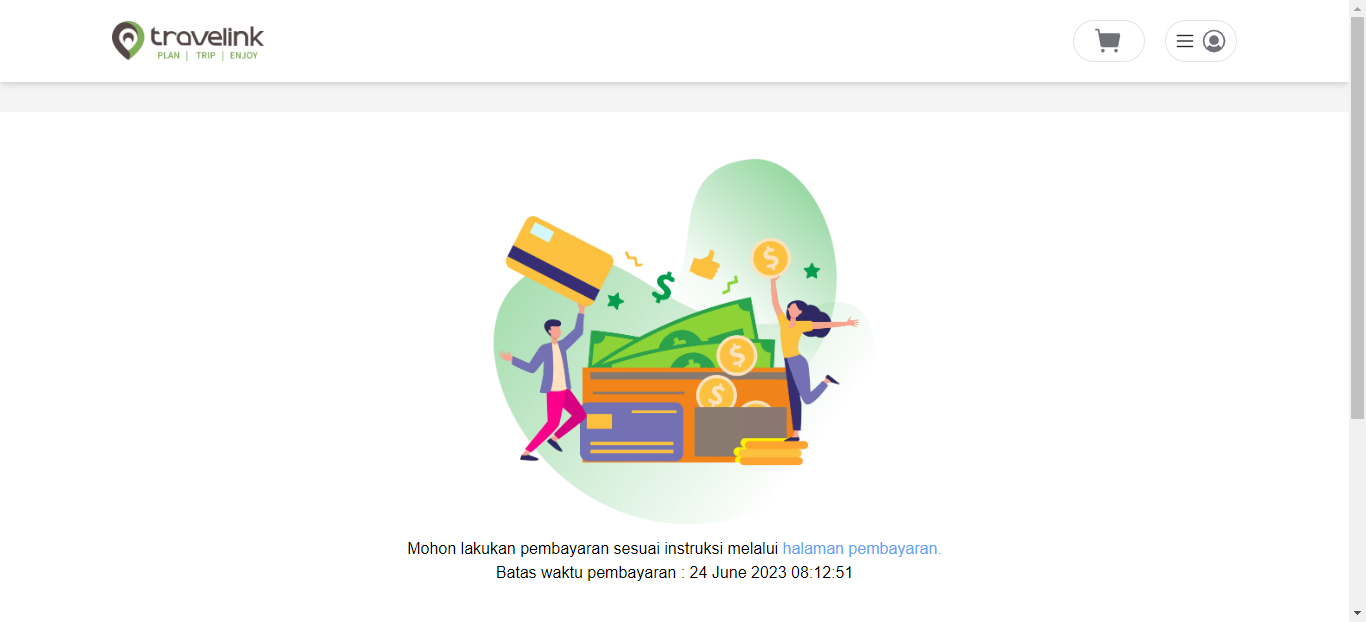 travelink
PLAN | TRIP | ENJOY
Mohon lakukan pembayaran sesuai instruksi melalui halaman pembayaran.
Batas waktu pembayaran : 24 June 2023 08:12:51